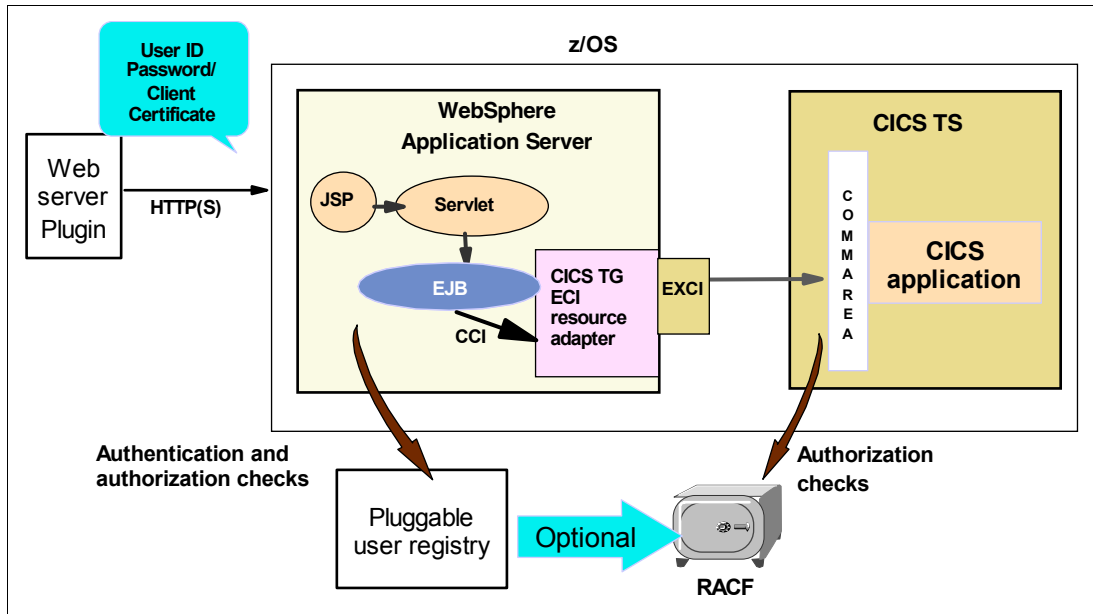 User ID
Password/
Client
Certificate
z/OS
Web
server
Plugin
HTTP(S)
WebSphere
Application Server
JSP
Servlet
EJB
CCI
CICS TG
ECI
resource
adapter
EXCI
CICS TS
C
O
M
M
A
R
E
A
CICS
application
Authentication and
authorization checks
Pluggable
user registry
Optional
Authorization
checks
RACF